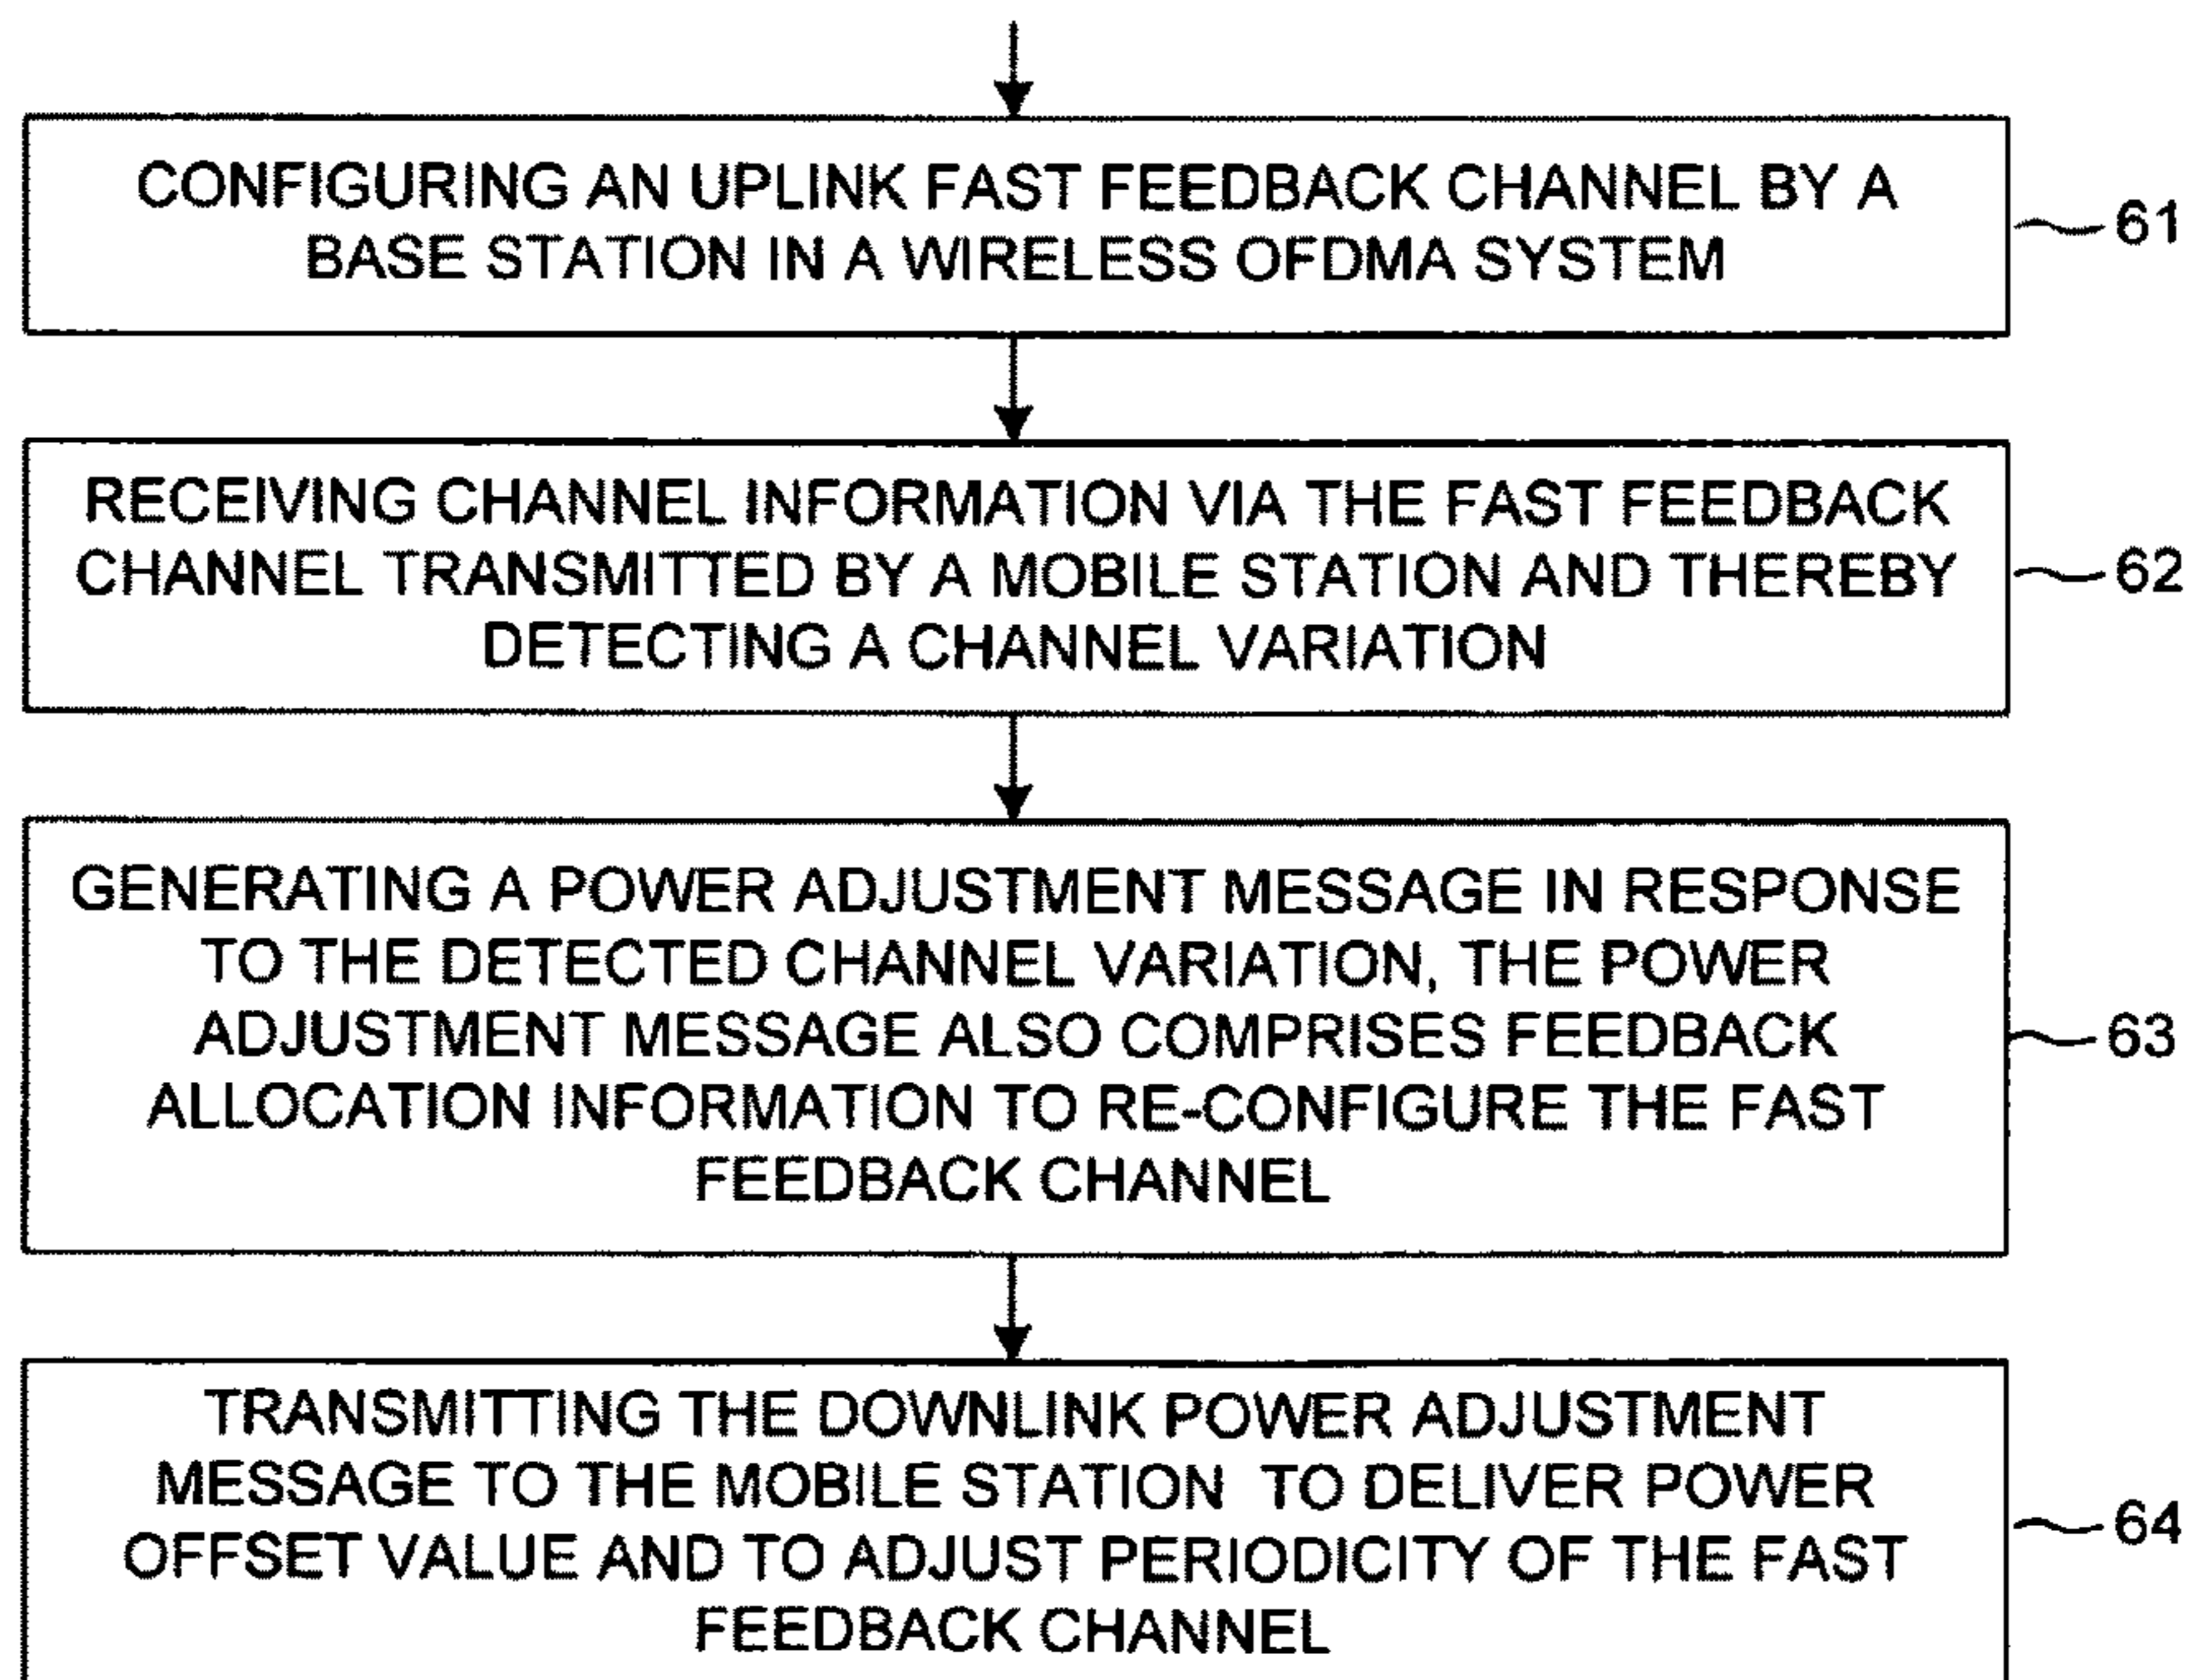 CONFIGURING AN UPLINK FAST FEEDBACK CHANNEL BY A
BASE STATION IN A WIRELESS OFDMA SYSTEM
61
RECEIVING CHANNEL INFORMATION VIA THE FAST FEEDBACK
CHANNEL TRANSMITTED BY A MOBILE STATION AND THEREBY
DETECTING A CHANNEL VARIATION
62
GENERATING A POWER ADJUSTMENT MESSAGE IN RESPONSE
TO THE DETECTED CHANNEL VARIATION, THE POWER
ADJUSTMENT MESSAGE ALSO COMPRISES FEEDBACK
ALLOCATION INFORMATION TO RE-CONFIGURE THE FAST
FEEDBACK CHANNEL
63
TRANSMITTING THE DOWNLINK POWER ADJUSTMENT
MESSAGE TO THE MOBILE STATION TO DELIVER POWER
OFFSET VALUE AND TO ADJUST PERIODICITY OF THE FAST
FEEDBACK CHANNEL
64